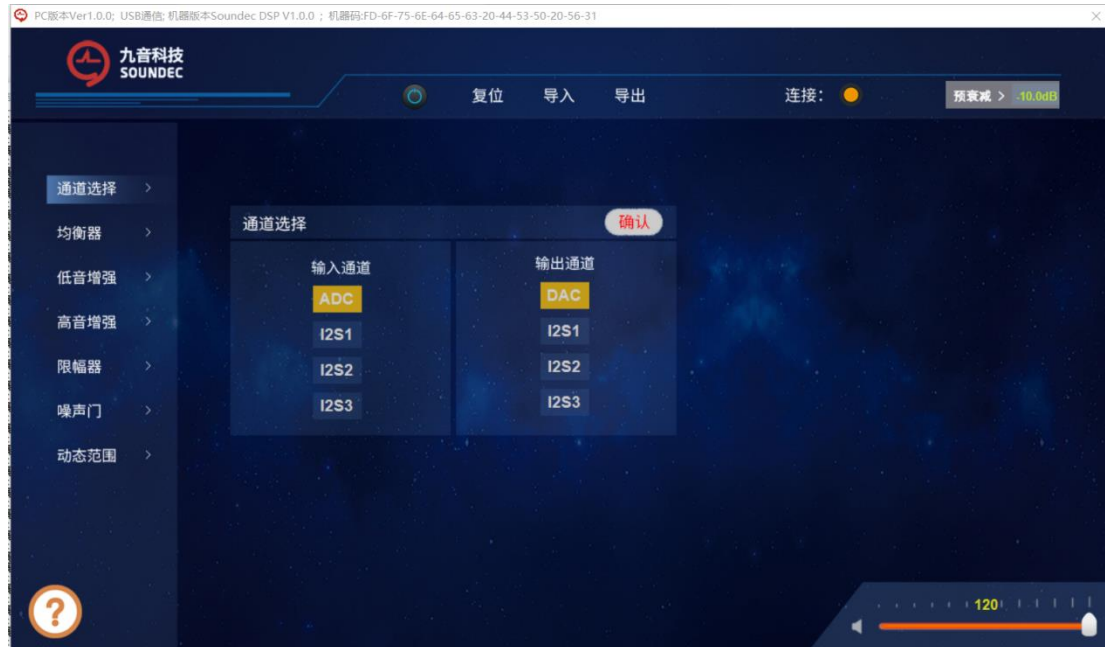 PC版本Ver1.0.0; USB通信; 机器版本Soundec DSP V1.0.0 ; 机器码:FD-6F-75-6E-64-65-63-20-44-53-50-20-56-31
九音科技
SOUNDEC
复位 导入 导出 连接: 预衰减 > -10.0dB
通道选择 >
均衡器 >
低音增强 >
高音增强 >
限幅器 >
噪声门 >
动态范围 >
通道选择 确认
输入通道
ADC
I2S1
I2S2
I2S3
输出通道
DAC
I2S1
I2S2
I2S3
?
120